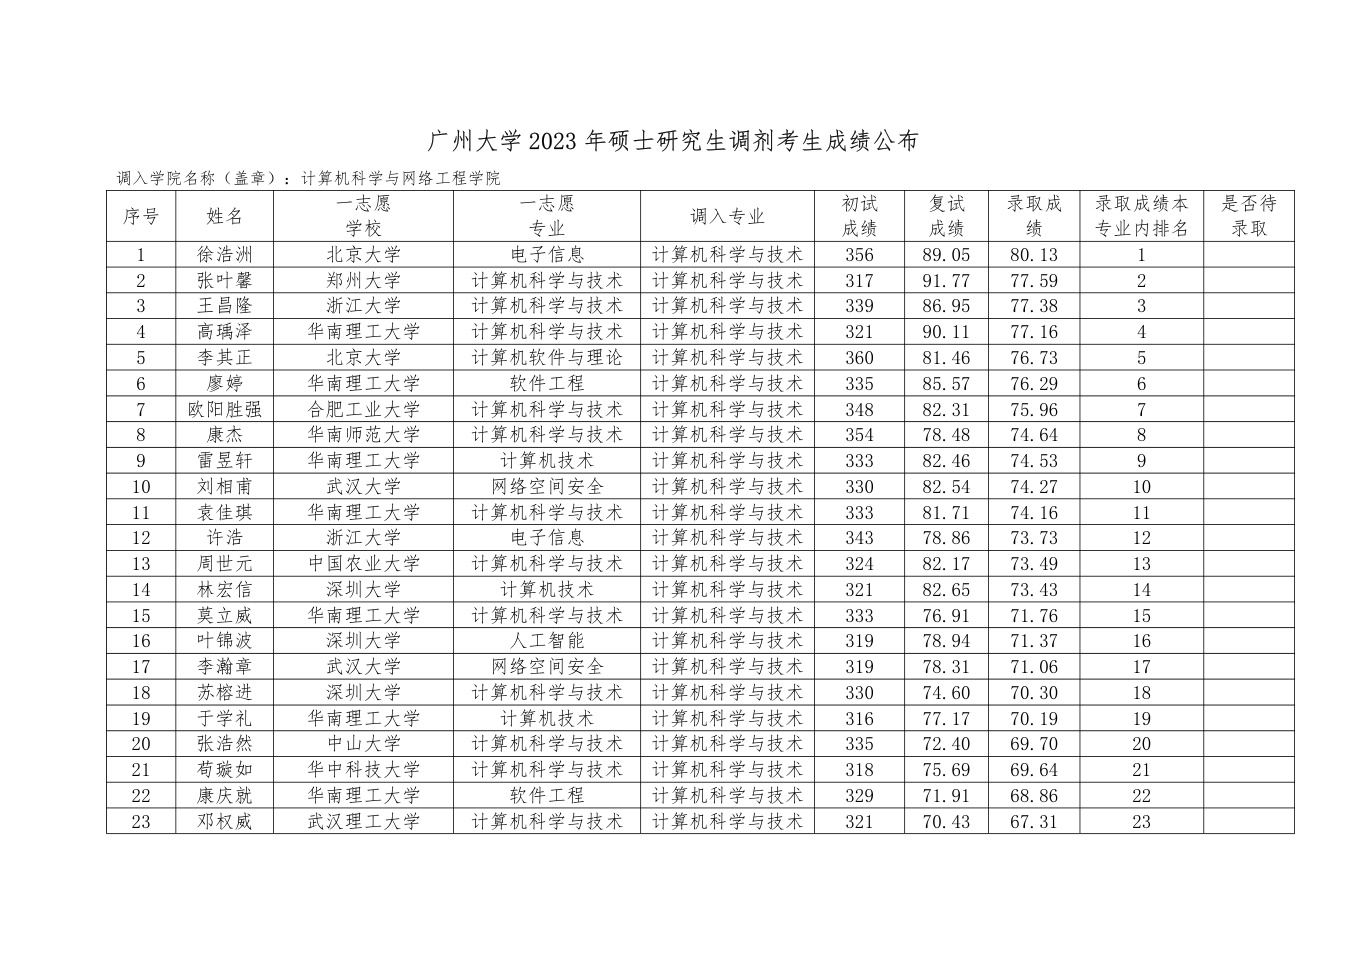 广州大学 2023 年硕士研究生调剂考生成绩公布
调入学院名称（盖章）：计算机科学与网络工程学院
序号 姓名 一志愿学校 一志愿专业 调入专业 初试成绩 复试成绩 录取成绩 录取成绩本专业内排名 是否待录取
1 徐浩洲 北京大学 电子信息 计算机科学与技术 356 89.05 80.13 1
2 张叶馨 郑州大学 计算机科学与技术 计算机科学与技术 317 91.77 77.59 2
3 王昌隆 浙江大学 计算机科学与技术 计算机科学与技术 339 86.95 77.38 3
4 高瑀泽 华南理工大学 计算机科学与技术 计算机科学与技术 321 90.11 77.16 4
5 李其正 北京大学 计算机软件与理论 计算机科学与技术 360 81.46 76.73 5
6 廖婷 华南理工大学 软件工程 计算机科学与技术 335 85.57 76.29 6
7 欧阳胜强 合肥工业大学 计算机科学与技术 计算机科学与技术 348 82.31 75.96 7
8 康杰 华南师范大学 计算机科学与技术 计算机科学与技术 354 78.48 74.64 8
9 雷昱轩 华南理工大学 计算机技术 计算机科学与技术 333 82.46 74.53 9
10 刘相甫 武汉大学 网络空间安全 计算机科学与技术 330 82.54 74.27 10
11 袁佳琪 华南理工大学 计算机科学与技术 计算机科学与技术 333 81.71 74.16 11
12 许浩 浙江大学 电子信息 计算机科学与技术 343 78.86 73.73 12
13 周世元 中国农业大学 计算机科学与技术 计算机科学与技术 324 82.17 73.49 13
14 林宏信 深圳大学 计算机技术 计算机科学与技术 321 82.65 73.43 14
15 莫立威 华南理工大学 计算机科学与技术 计算机科学与技术 333 76.91 71.76 15
16 叶锦波 深圳大学 人工智能 计算机科学与技术 319 78.94 71.37 16
17 李瀚章 武汉大学 网络空间安全 计算机科学与技术 319 78.31 71.06 17
18 苏榕进 深圳大学 计算机科学与技术 计算机科学与技术 330 74.60 70.30 18
19 于学礼 华南理工大学 计算机技术 计算机科学与技术 316 77.17 70.19 19
20 张浩然 中山大学 计算机科学与技术 计算机科学与技术 335 72.40 69.70 20
21 苟璇如 华中科技大学 计算机科学与技术 计算机科学与技术 318 75.69 69.64 21
22 康庆就 华南理工大学 软件工程 计算机科学与技术 329 71.91 68.86 22
23 邓权威 武汉理工大学 计算机科学与技术 计算机科学与技术 321 70.43 67.31 23